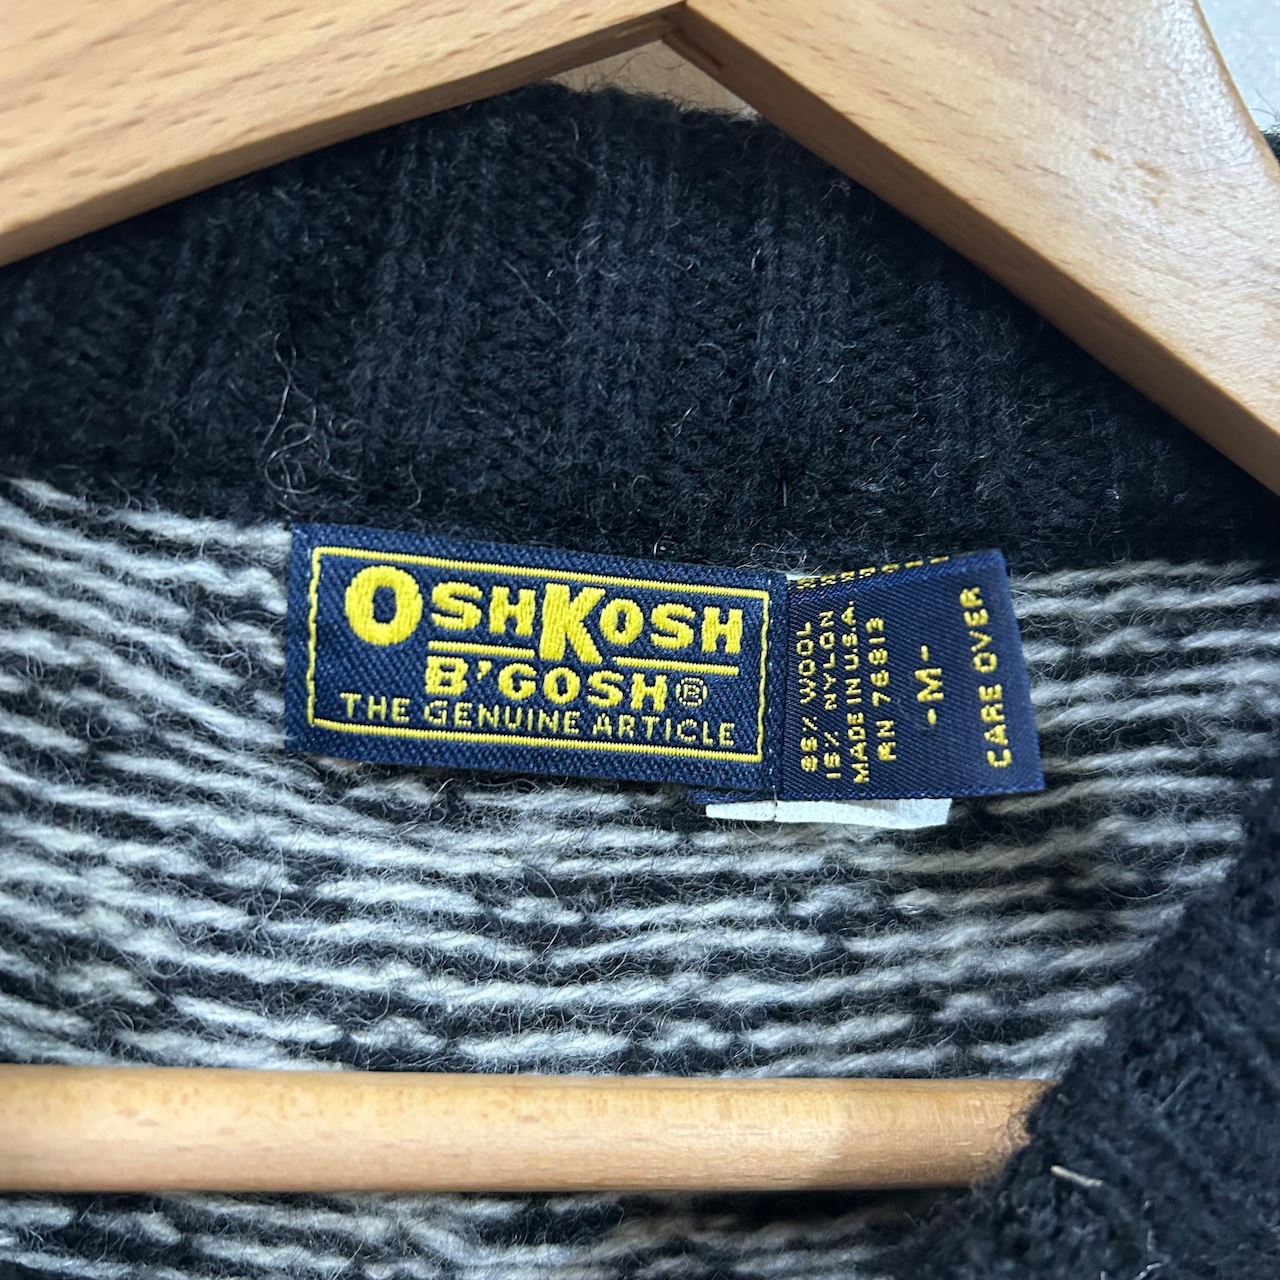 OSHKOSH
B'GOSH®
THE GENUINE ARTICLE
85% WOOL
15% NYLON
MADE IN U.S.A.
RN 76813
-M-
CARE OVER